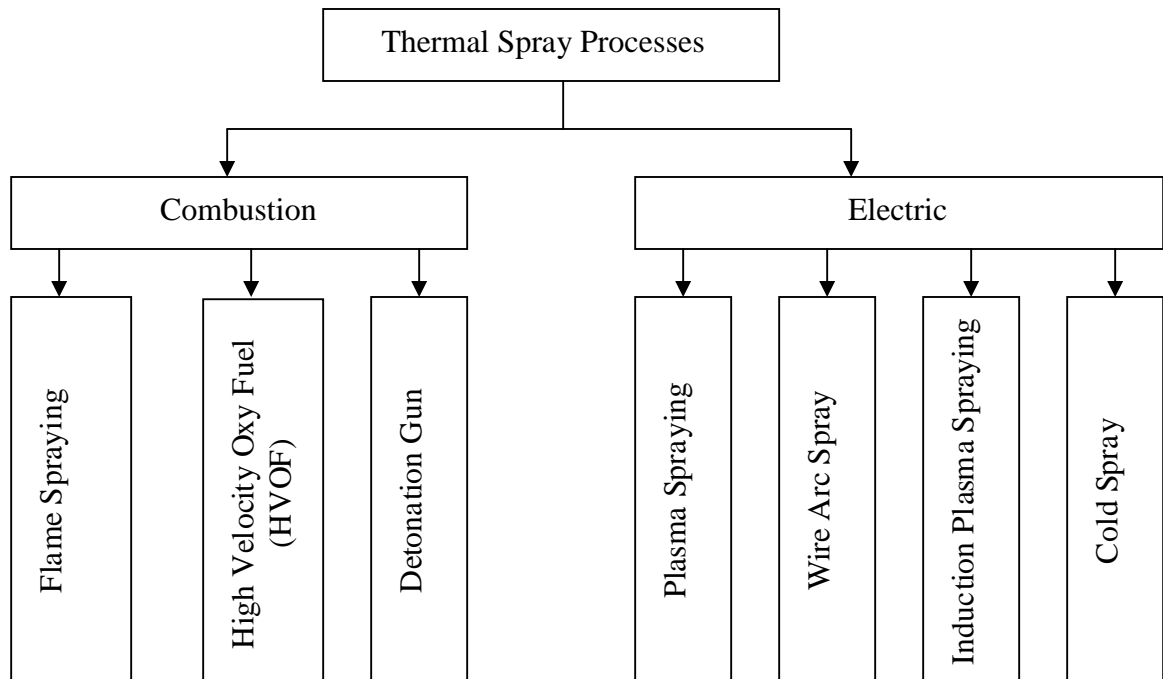 Thermal Spray Processes
Combustion
Electric
Flame Spraying
High Velocity Oxy Fuel
(HVOF)
Detonation Gun
Plasma Spraying
Wire Arc Spray
Induction Plasma Spraying
Cold Spray